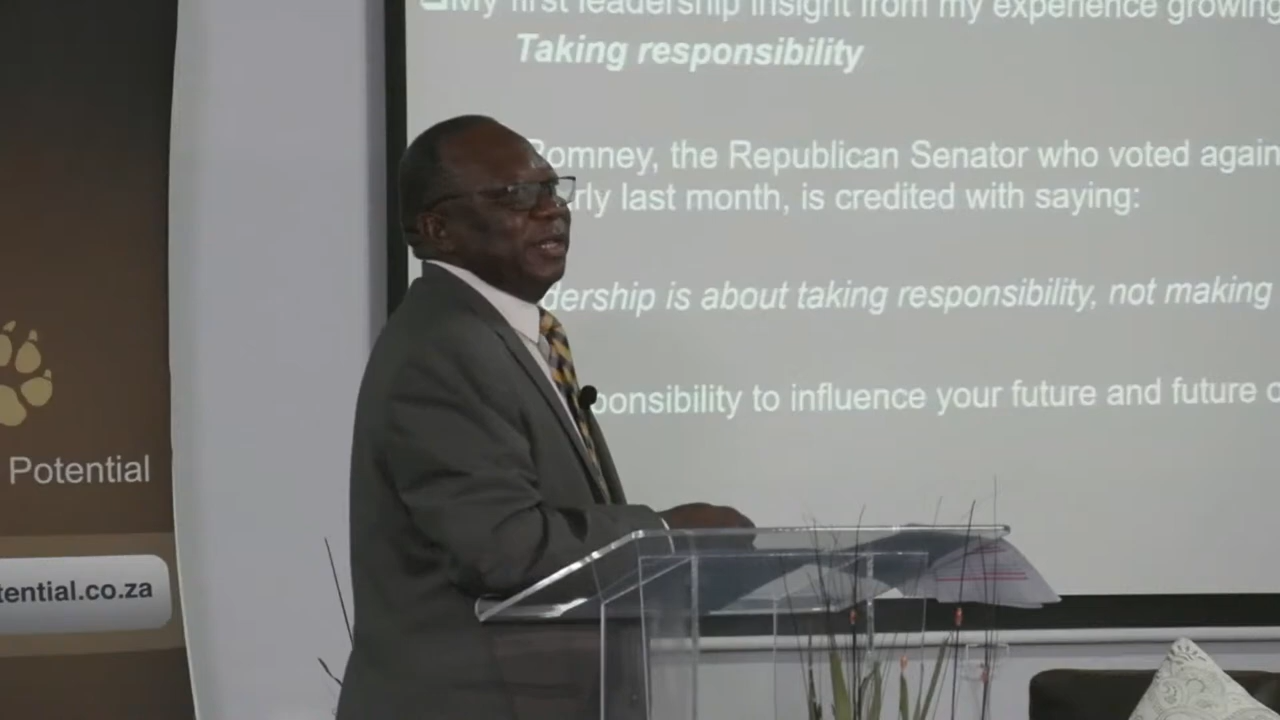 My first leadership insight from my experience growing
Taking responsibility
Romney, the Republican Senator who voted again
rly last month, is credited with saying:
dership is about taking responsibility, not making
ponsibility to influence your future and future o
Potential
tential.co.za